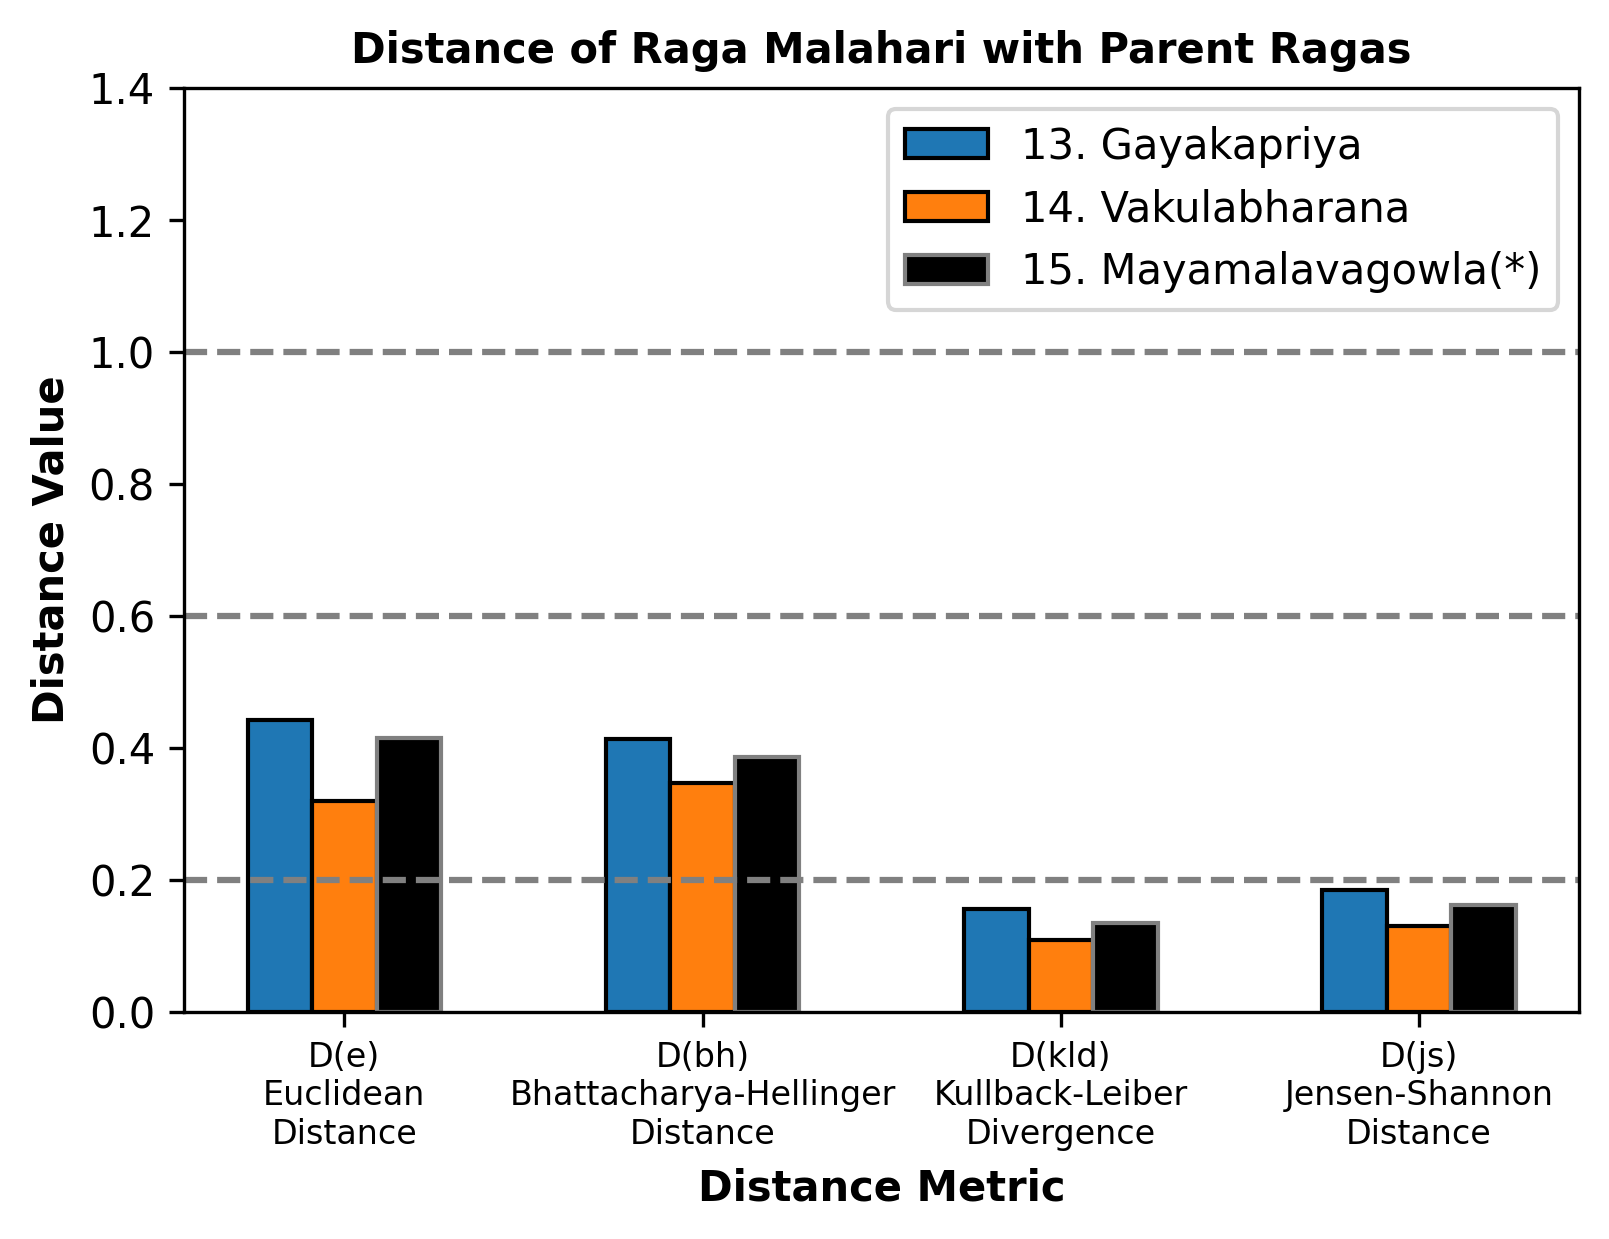 Distance of Raga Malahari with Parent Ragas
13. Gayakapriya
14. Vakulabharana
15. Mayamalavagowla(*)
Distance Value
1.4
1.2
1.0
0.8
0.6
0.4
0.2
0.0
D(e)
Euclidean
Distance
D(bh)
Bhattacharya-Hellinger
Distance
D(kld)
Kullback-Leiber
Divergence
D(js)
Jensen-Shannon
Distance
Distance Metric